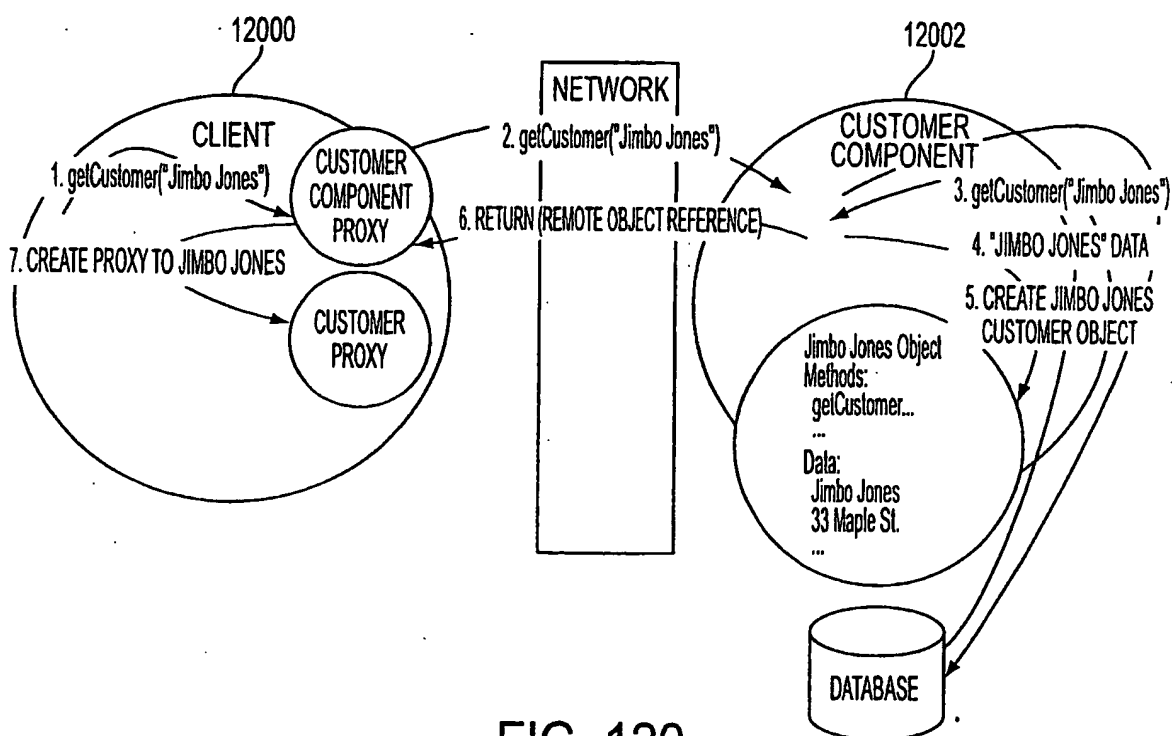 12000
12002
NETWORK
CLIENT
1. getCustomer("Jimbo Jones")
CUSTOMER
COMPONENT
PROXY
2. getCustomer("Jimbo Jones")
CUSTOMER
COMPONENT
3. getCustomer("Jimbo Jones")
6. RETURN (REMOTE OBJECT REFERENCE)
4. "JIMBO JONES" DATA
7. CREATE PROXY TO JIMBO JONES
5. CREATE JIMBO JONES
CUSTOMER OBJECT
CUSTOMER
PROXY
Jimbo Jones Object
Methods:
getCustomer...
...
Data:
Jimbo Jones
33 Maple St.
...
DATABASE
FIG. 120